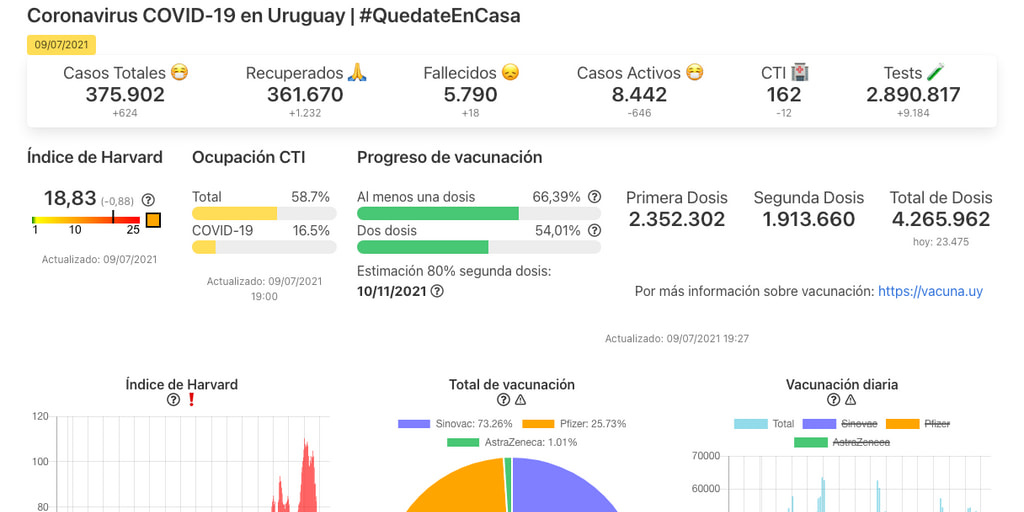 Coronavirus COVID-19 en Uruguay | #QuedateEnCasa
09/07/2021
Casos Totales 😷 Recuperados 🙏 Fallecidos 😞 Casos Activos 😷 CTI 🏥 Tests 🧪
375.902 361.670 5.790 8.442 162 2.890.817
+624 +1.232 +18 -646 -12 +9.184
Índice de Harvard Ocupación CTI Progreso de vacunación
18,83 (-0,88)
1 10 25
Actualizado: 09/07/2021
Total 58.7%
COVID-19 16.5%
Actualizado: 09/07/2021
19:00
Al menos una dosis 66,39%
Dos dosis 54,01%
Estimación 80% segunda dosis:
10/11/2021
Primera Dosis Segunda Dosis Total de Dosis
2.352.302 1.913.660 4.265.962
hoy: 23.475
Por más información sobre vacunación: https://vacuna.uy
Actualizado: 09/07/2021 19:27
Índice de Harvard
❗
120
100
80
Total de vacunación
⚠
Sinovac: 73.26% Pfizer: 25.73%
AstraZeneca: 1.01%
Vacunación diaria
⚠
Total Sinovac Pfizer
AstraZeneca
70000
60000